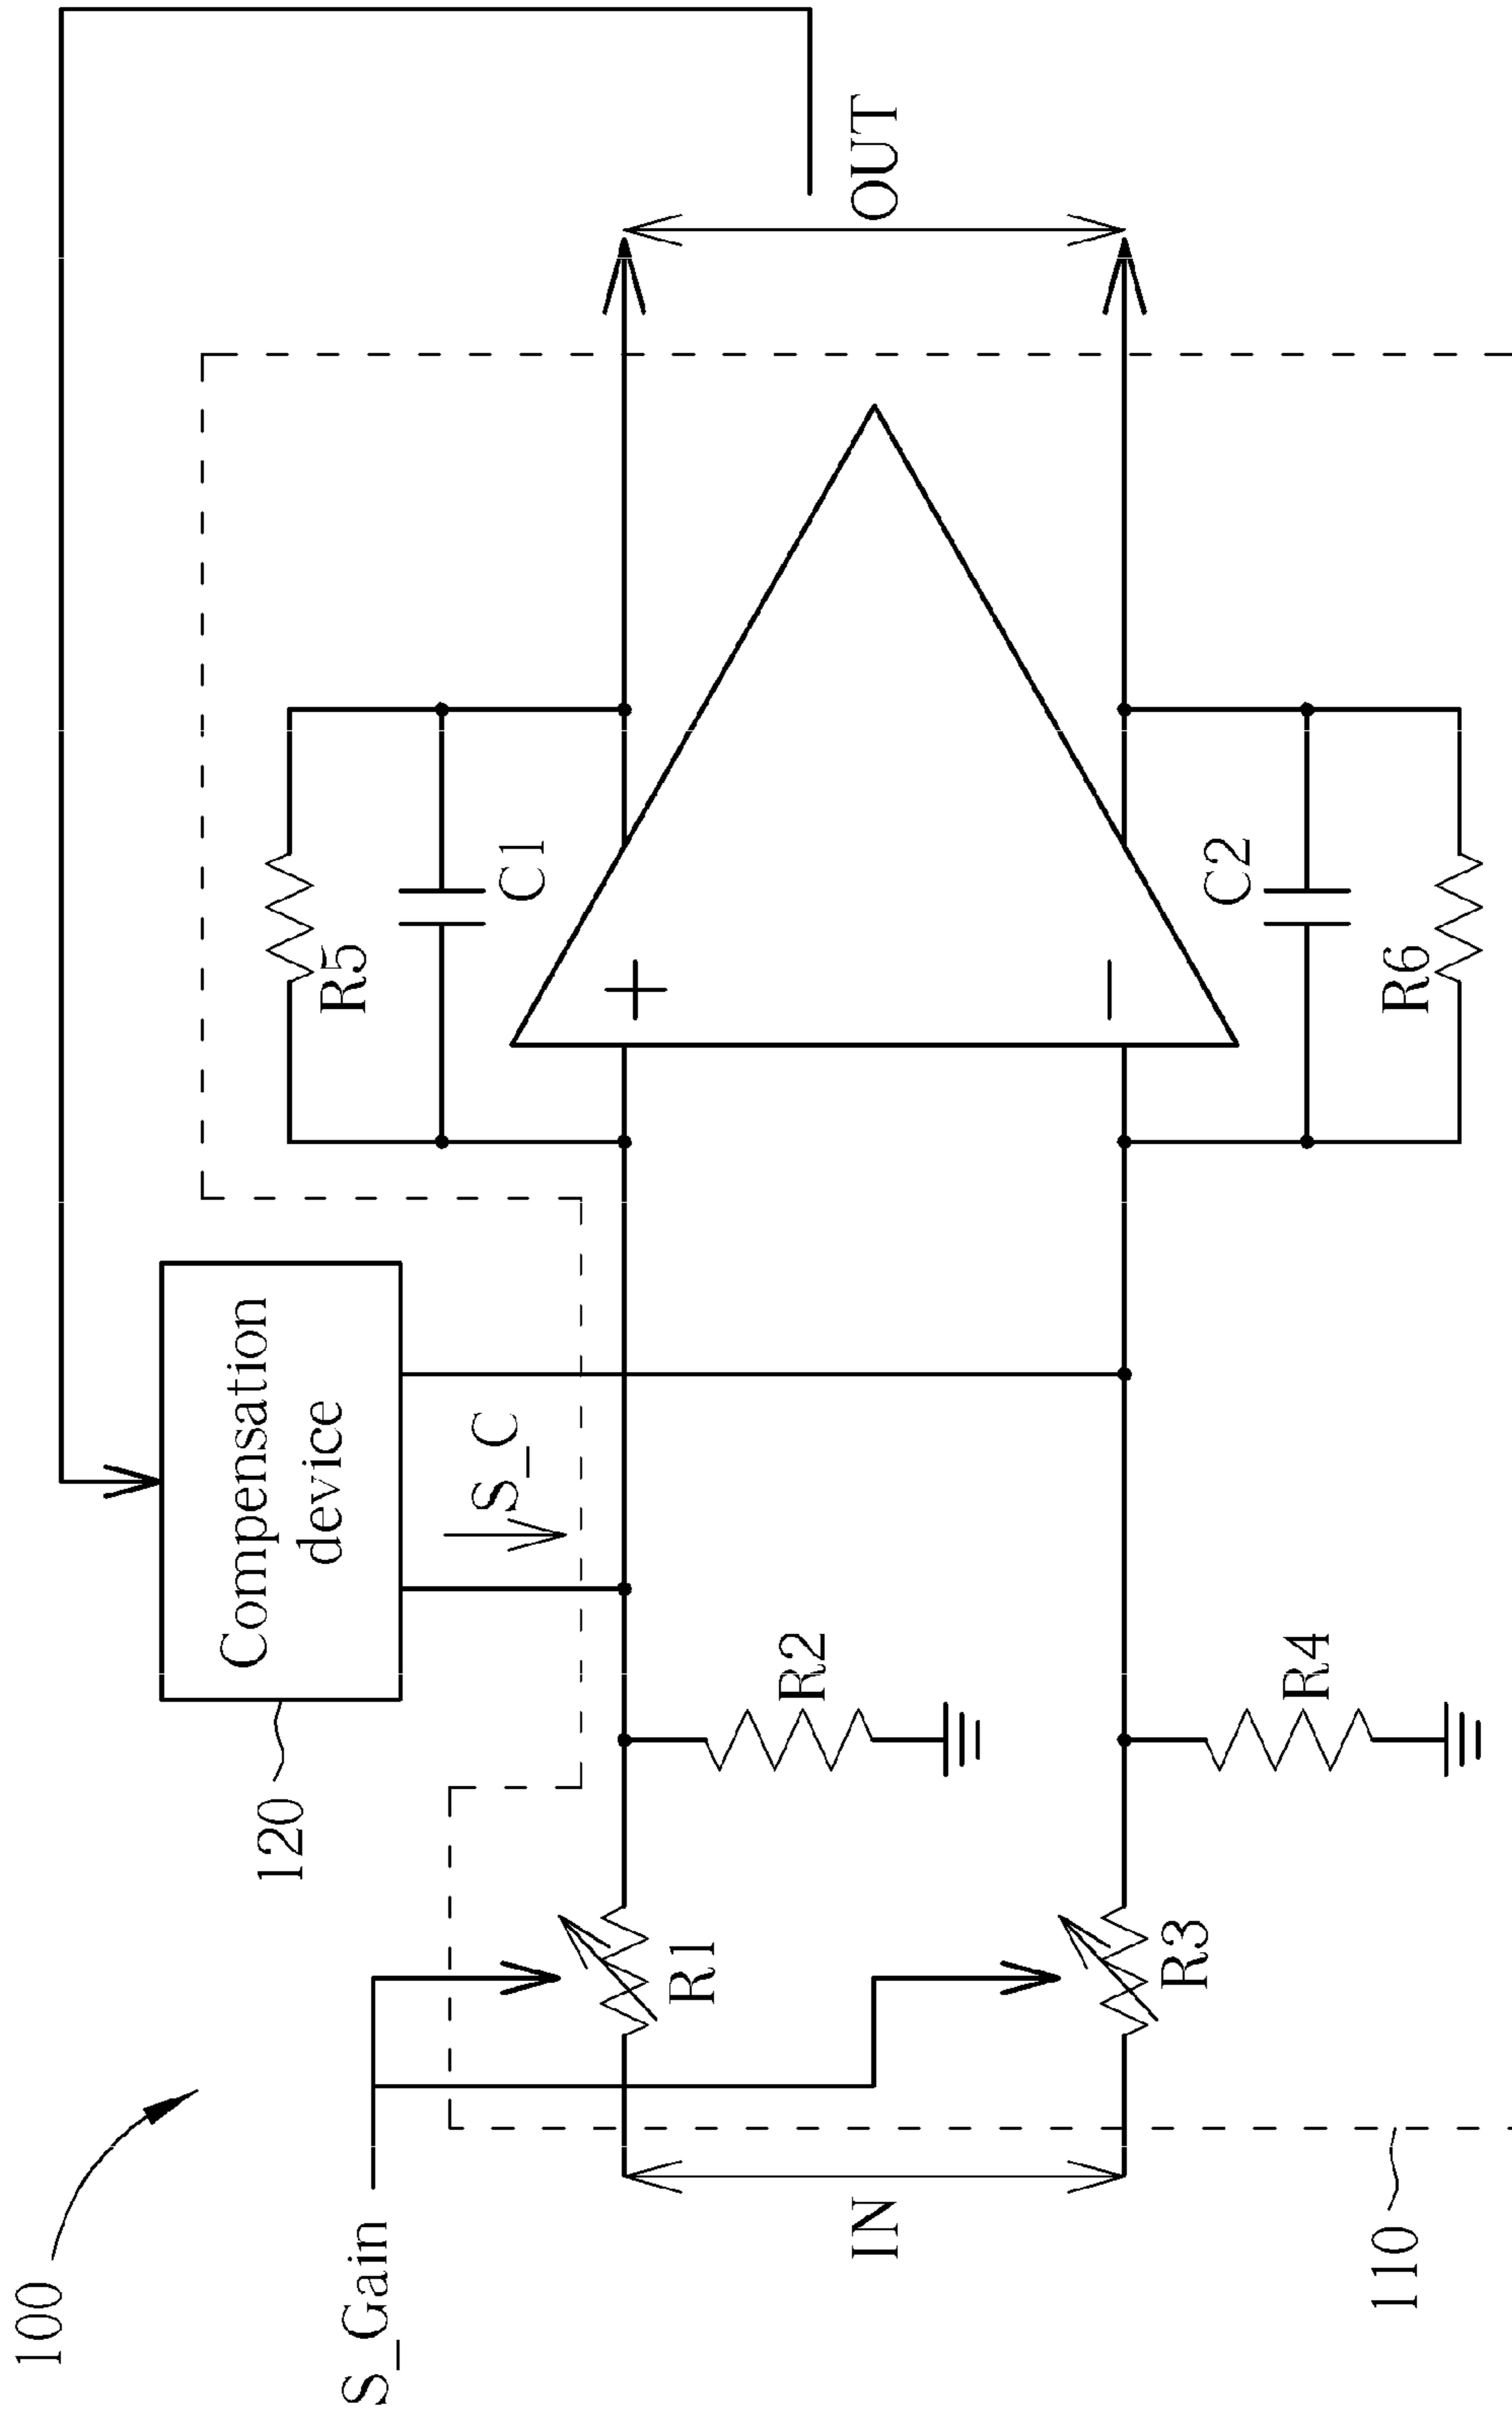 100
120
Compensation
device
S_C
S_Gain
R1
R2
R3
R4
R5
C1
+
−
C2
R6
IN
OUT
110